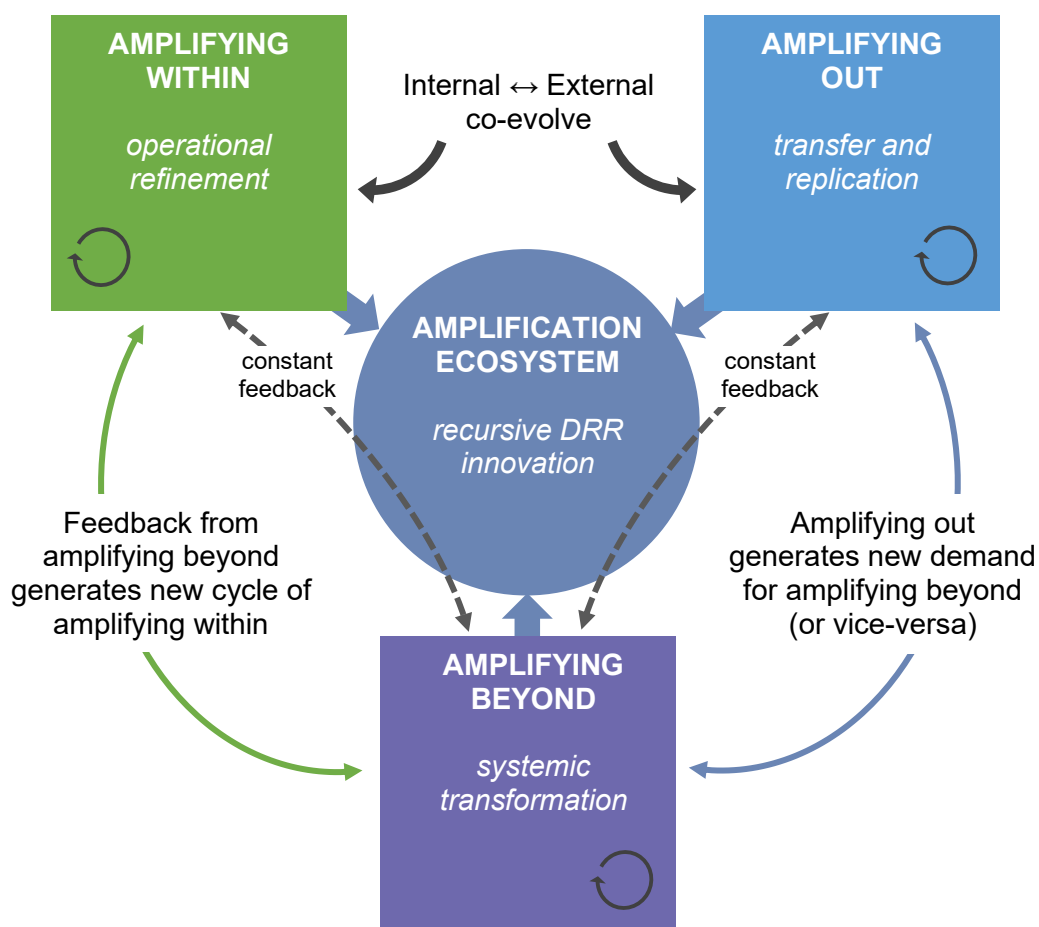 AMPLIFYING
WITHIN
operational
refinement
Internal ↔ External
co-evolve
AMPLIFYING
OUT
transfer and
replication
AMPLIFICATION
ECOSYSTEM
recursive DRR
innovation
constant
feedback
constant
feedback
Feedback from
amplifying beyond
generates new cycle of
amplifying within
Amplifying out
generates new demand
for amplifying beyond
(or vice-versa)
AMPLIFYING
BEYOND
systemic
transformation